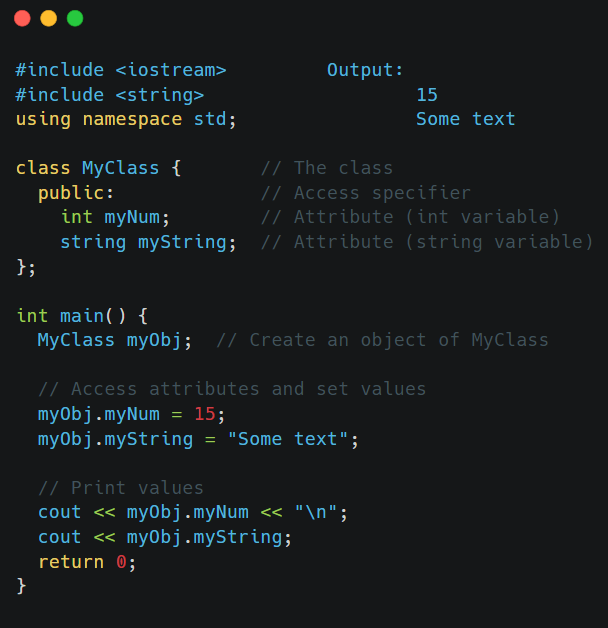 #include <iostream>         Output:
#include <string>                   15
using namespace std;                Some text
class MyClass {       // The class
  public:             // Access specifier
    int myNum;        // Attribute (int variable)
    string myString;  // Attribute (string variable)
};
int main() {
  MyClass myObj;  // Create an object of MyClass
  // Access attributes and set values
  myObj.myNum = 15;
  myObj.myString = "Some text";
  // Print values
  cout << myObj.myNum << "\n";
  cout << myObj.myString;
  return 0;
}